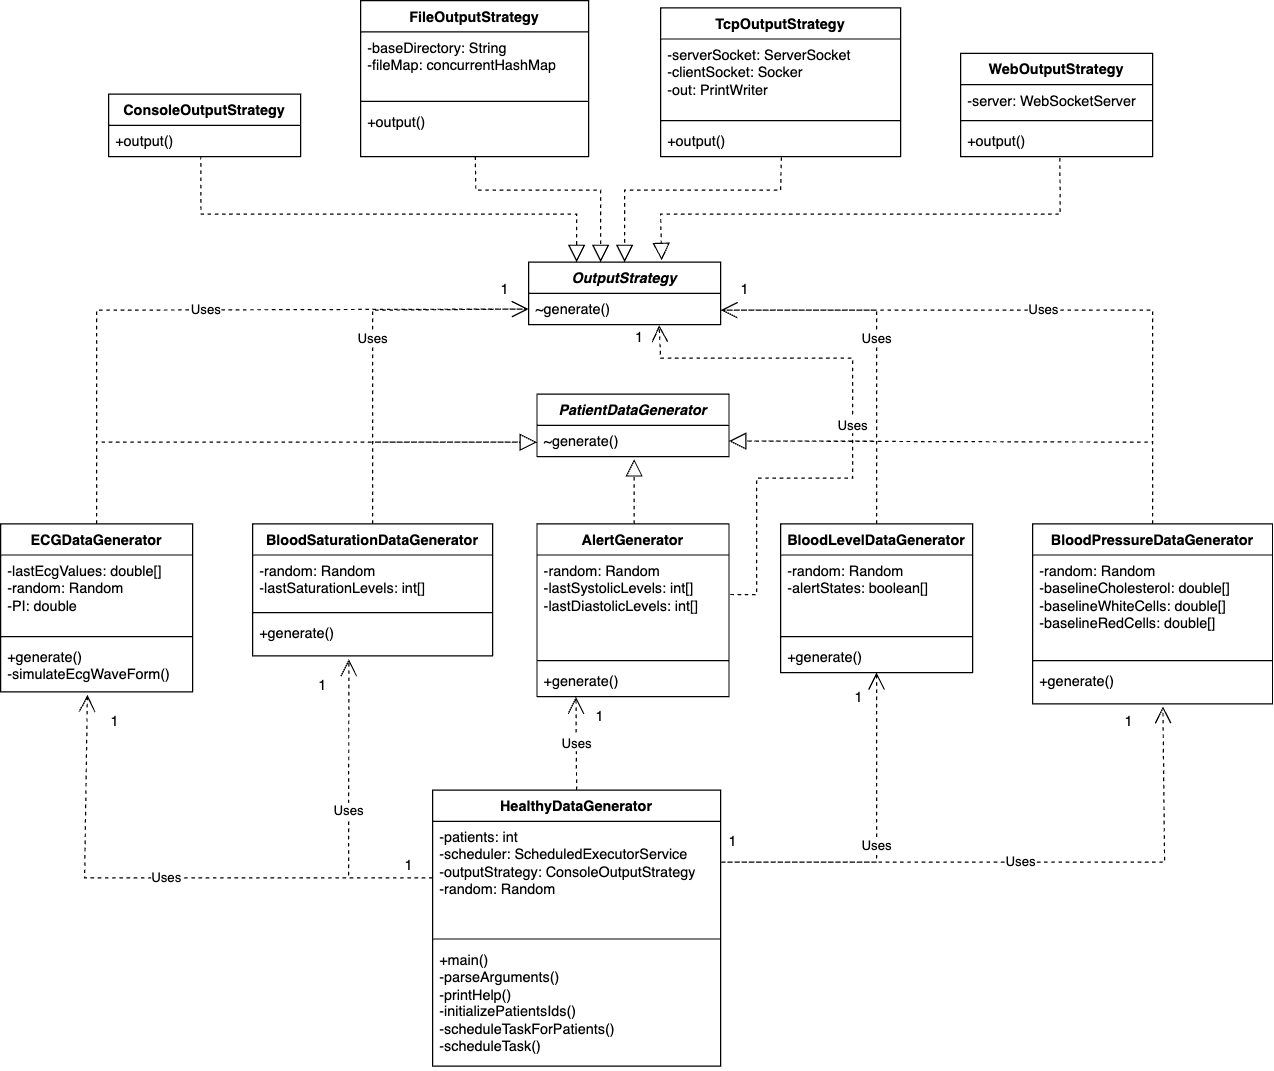 FileOutputStrategy
-baseDirectory: String
-fileMap: concurrentHashMap
+output()
TcpOutputStrategy
-serverSocket: ServerSocket
-clientSocket: Socker
-out: PrintWriter
+output()
WebOutputStrategy
-server: WebSocketServer
+output()
ConsoleOutputStrategy
+output()
OutputStrategy
~generate()
1
1
1
Uses
Uses
Uses
Uses
Uses
PatientDataGenerator
~generate()
ECGDataGenerator
-lastEcgValues: double[]
-random: Random
-PI: double
+generate()
-simulateEcgWaveForm()
BloodSaturationDataGenerator
-random: Random
-lastSaturationLevels: int[]
+generate()
AlertGenerator
-random: Random
-lastSystolicLevels: int[]
-lastDiastolicLevels: int[]
+generate()
BloodLevelDataGenerator
-random: Random
-alertStates: boolean[]
+generate()
BloodPressureDataGenerator
-random: Random
-baselineCholesterol: double[]
-baselineWhiteCells: double[]
-baselineRedCells: double[]
+generate()
1
1
1
1
1
Uses
Uses
Uses
Uses
Uses
1
1
HealthyDataGenerator
-patients: int
-scheduler: ScheduledExecutorService
-outputStrategy: ConsoleOutputStrategy
-random: Random
+main()
-parseArguments()
-printHelp()
-initializePatientsIds()
-scheduleTaskForPatients()
-scheduleTask()